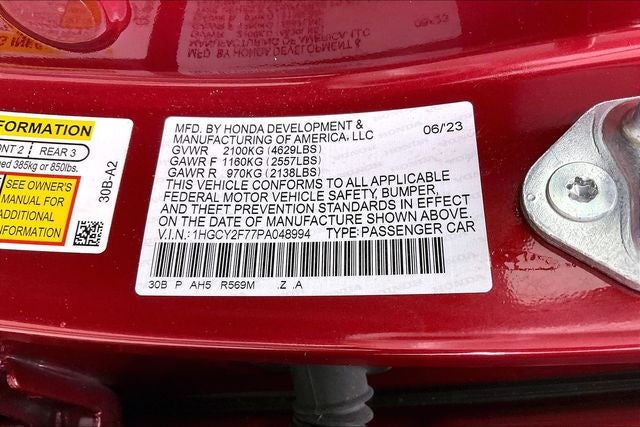 FORMATION
NT 2 REAR 3
ed 385kg or 850lbs.
SEE OWNER'S
MANUAL FOR
ADDITIONAL
INFORMATION
30B-A2
MFD. BY HONDA DEVELOPMENT & 06/23
MANUFACTURING OF AMERICA, LLC
GVWR 2100KG (4629LBS)
GAWR F 1160KG (2557LBS)
GAWR R 970KG (2138LBS)
THIS VEHICLE CONFORMS TO ALL APPLICABLE
FEDERAL MOTOR VEHICLE SAFETY, BUMPER,
AND THEFT PREVENTION STANDARDS IN EFFECT
ON THE DATE OF MANUFACTURE SHOWN ABOVE.
V.I.N.: 1HGCY2F77PA048994 TYPE: PASSENGER CAR
30B P AH5 R569M .Z .A